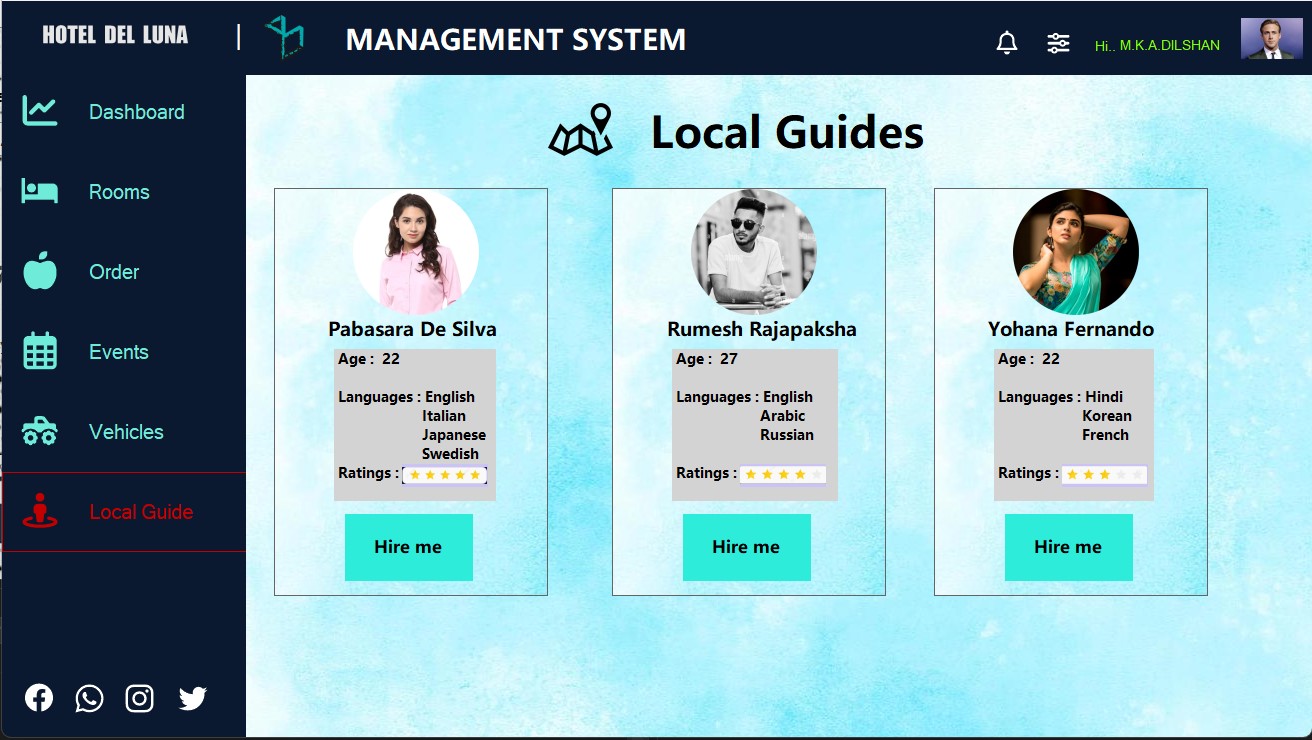 HOTEL DEL LUNA | MANAGEMENT SYSTEM
Hi.. M.K.A.DILSHAN
Dashboard
Rooms
Order
Events
Vehicles
Local Guide
Local Guides
Pabasara De Silva
Age : 22
Languages : English
Italian
Japanese
Swedish
Ratings :
Hire me
Rumesh Rajapaksha
Age : 27
Languages : English
Arabic
Russian
Ratings :
Hire me
Yohana Fernando
Age : 22
Languages : Hindi
Korean
French
Ratings :
Hire me